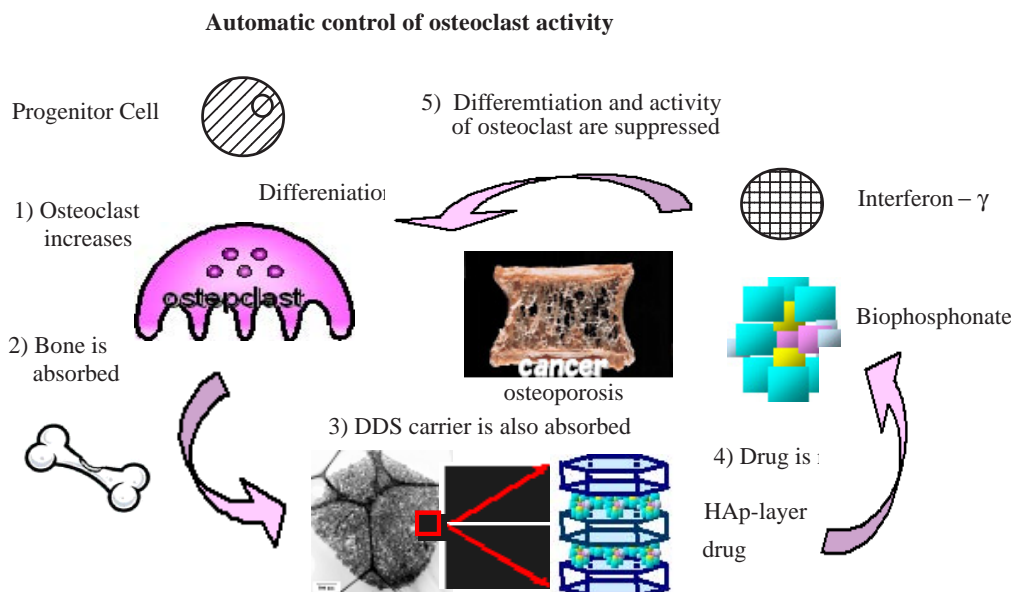 Automatic control of osteoclast activity
Progenitor Cell
5) Differemtiation and activity
of osteoclast are suppressed
Differeniation
Interferon – γ
1) Osteoclast
increases
osteoclast
Biophosphonate
2) Bone is
absorbed
cancer
osteoporosis
3) DDS carrier is also absorbed
4) Drug is
HAp-layer
drug